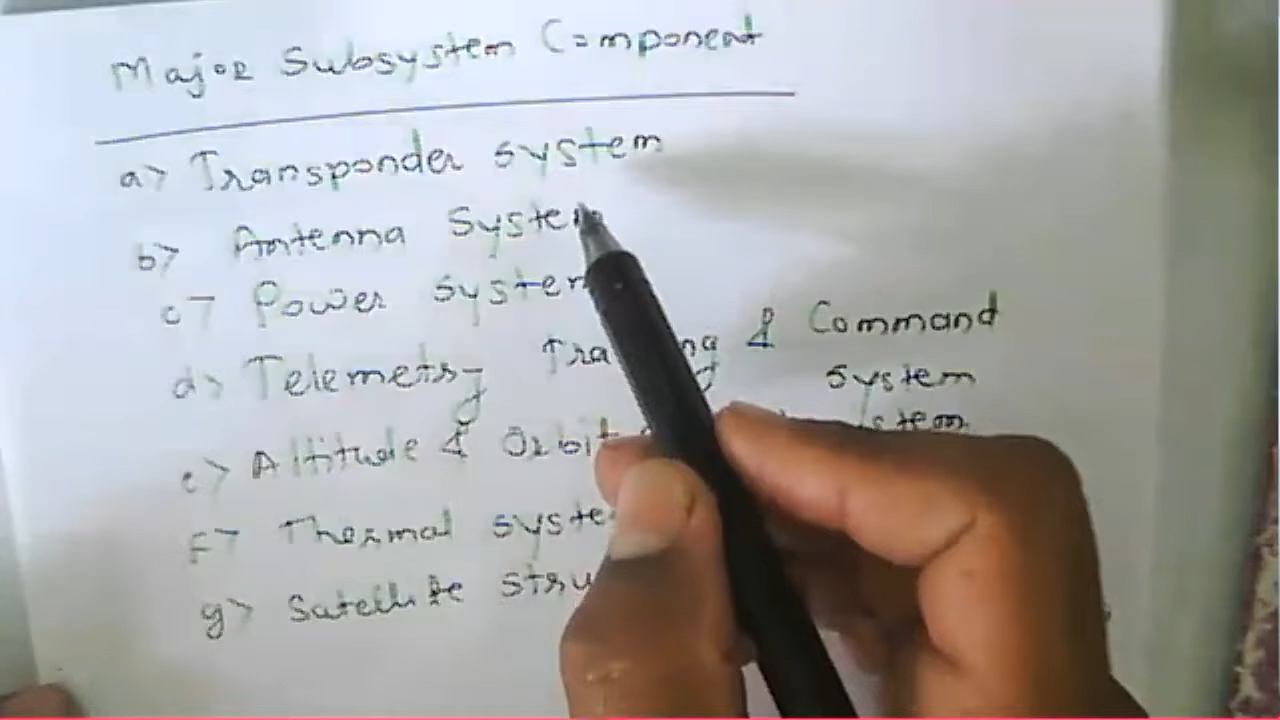 Major Subsystem Component
a> Transponder system
b> Antenna System
c> Power system
d> Telemetry & Command
system
e> Altitude & Orbit
f> Thermal system
g> Satellite